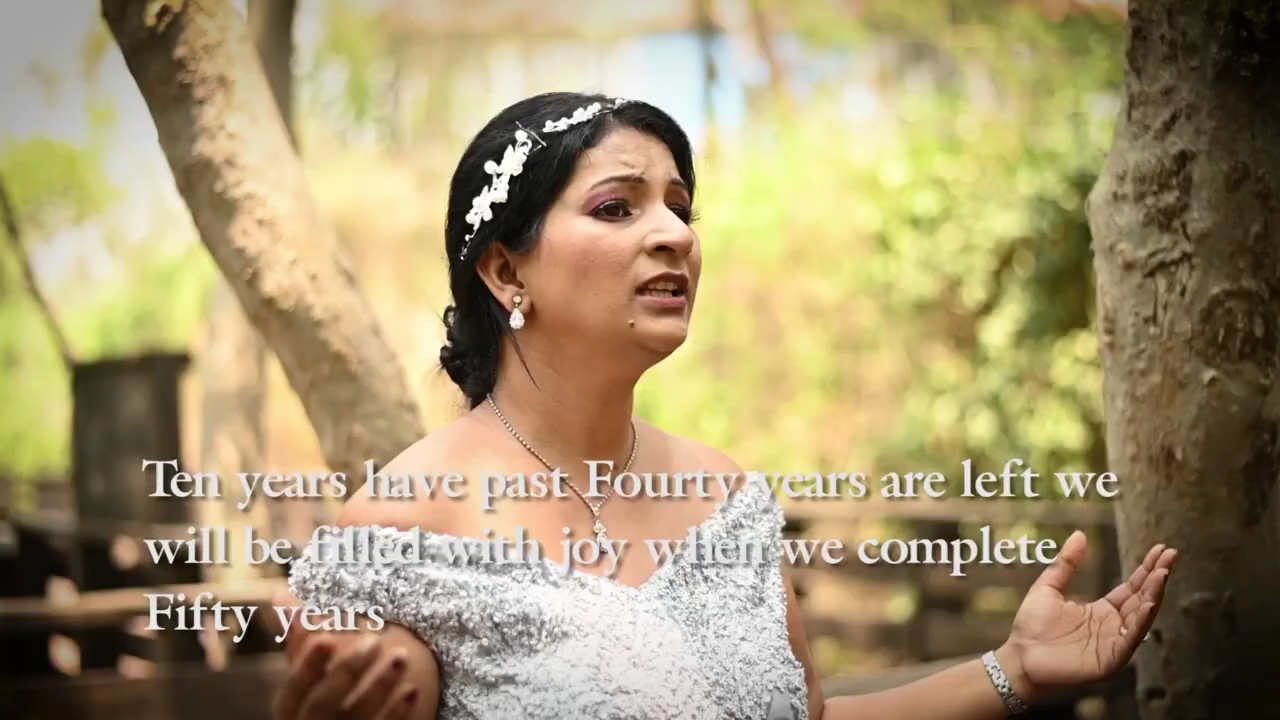 Ten years have past Fourty years are left we
will be filled with joy when we complete
Fifty years